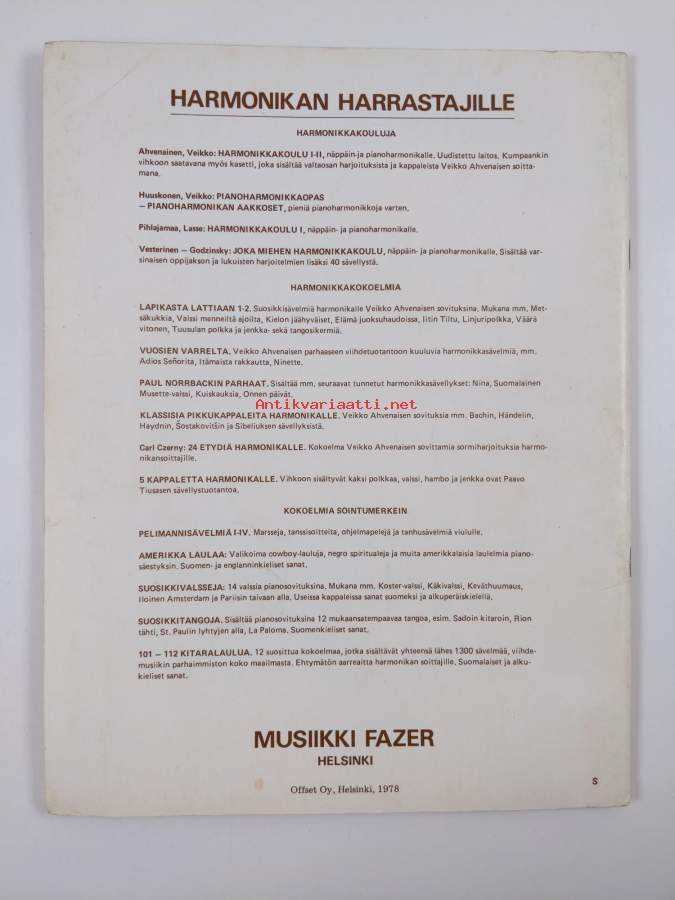 HARMONIKAN HARRASTAJILLE
HARMONIKKAKOULUJA
Ahvenainen, Veikko: HARMONIKKAKOULU I-II, näppäin-ja pianoharmonikalle. Uudistettu laitos. Kumpaankin
vihkoon saatavana myös kasetti, joka sisältää valtaosan harjoituksista ja kappaleista Veikko Ahvenaisen soitta-
mana.
Huuskonen, Veikko: PIANOHARMONIKKAOPAS
— PIANOHARMONIKAN AAKKOSET, pieniä pianoharmonikkoja varten.
Pihlajamaa, Lasse: HARMONIKKAKOULU I, näppäin- ja pianoharmonikalle.
Vesterinen — Godzinsky: JOKA MIEHEN HARMONIKKAKOULU, näppäin- ja pianoharmonikalle. Sisältää var-
sinaisen oppijakson ja lukuisten harjoitelmien lisäksi 40 sävellystä.
HARMONIKKAKOKOELMIA
LAPIKASTA LATTIAAN 1-2. Suosikkisävelmiä harmonikalle Veikko Ahvenaisen sovituksina. Mukana mm. Met-
säkukkia, Valssi menneiltä ajoilta, Kielon jäähyväiset, Elämä juoksuhaudoissa, Iitin Tiltu, Linjuripolkka, Väärä
vitonen, Tuusulan polkka ja jenkka- sekä tangosikermiä.
VUOSIEN VARRELTA. Veikko Ahvenaisen parhaaseen viihdetuotantoon kuuluvia harmonikkasävelmiä, mm.
Adios Señorita, Itämaista rakkautta, Ninette.
PAUL NORRBACKIN PARHAAT. Sisältää mm. seuraavat tunnetut harmonikkasävellykset: Nina, Suomalainen
Musette-valssi, Kuiskauksia, Onnen päivät.
Antikvariaatti.net
KLASSISIA PIKKUKAPPALEITA HARMONIKALLE. Veikko Ahvenaisen sovituksia mm. Bachin, Händelin,
Haydnin, Šostakovitšin ja Sibeliuksen sävellyksistä.
Carl Czerny: 24 ETYDIÄ HARMONIKALLE. Kokoelma Veikko Ahvenaisen sovittamia sormiharjoituksia harmo-
nikansoittajille.
5 KAPPALETTA HARMONIKALLE. Vihkoon sisältyvät kaksi polkkaa, valssi, hambo ja jenkka ovat Paavo
Tiusasen sävellystuotantoa.
KOKOELMIA SOINTUMERKEIN
PELIMANNISÄVELMIÄ I-IV. Marsseja, tanssisoitteita, ohjelmapelejä ja tanhusävelmiä viululle.
AMERIKKA LAULAA: Valikoima cowboy-lauluja, negro spiritualeja ja muita amerikkalaisia laulelmia piano-
säestyksin. Suomen- ja englanninkieliset sanat.
SUOSIKKIVALSSEJA: 14 valssia pianosovituksina. Mukana mm. Koster-valssi, Käkivalssi, Keväthuumaus,
Iloinen Amsterdam ja Pariisin taivaan alla. Useissa kappaleissa sanat suomeksi ja alkuperäiskielellä.
SUOSIKKITANGOJA. Sisältää pianosovituksina 12 mukaansatempaavaa tangoa, esim. Sadoin kitaroin, Rion
tähti, St. Paulin lyhtyjen alla, La Paloma. Suomenkieliset sanat.
101 — 112 KITARALAULUA. 12 suosittua kokoelmaa, jotka sisältävät yhteensä lähes 1300 sävelmää, viihde-
musiikin parhaimmiston koko maailmasta. Ehtymätön aarreaitta harmonikan soittajille. Suomalaiset ja alku-
kieliset sanat.
MUSIIKKI FAZER
HELSINKI
Offset Oy, Helsinki, 1978
S